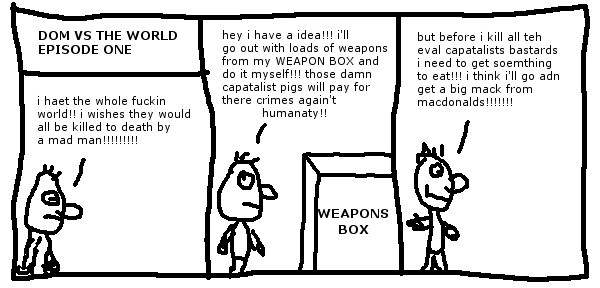 DOM VS THE WORLD
EPISODE ONE
i haet the whole fuckin
world!! i wishes they would
all be killed to death by
a mad man!!!!!!!!!
hey i have a idea!!! i'll
go out with loads of weapons
from my WEAPON BOX and
do it myself!!! those damn
capatalist pigs will pay for
there crimes again't
humanaty!!
WEAPONS
BOX
but before i kill all teh
eval capatalists bastards
i need to get soemthing
to eat!!! i think i'll go adn
get a big mack from
macdonalds!!!!!!!